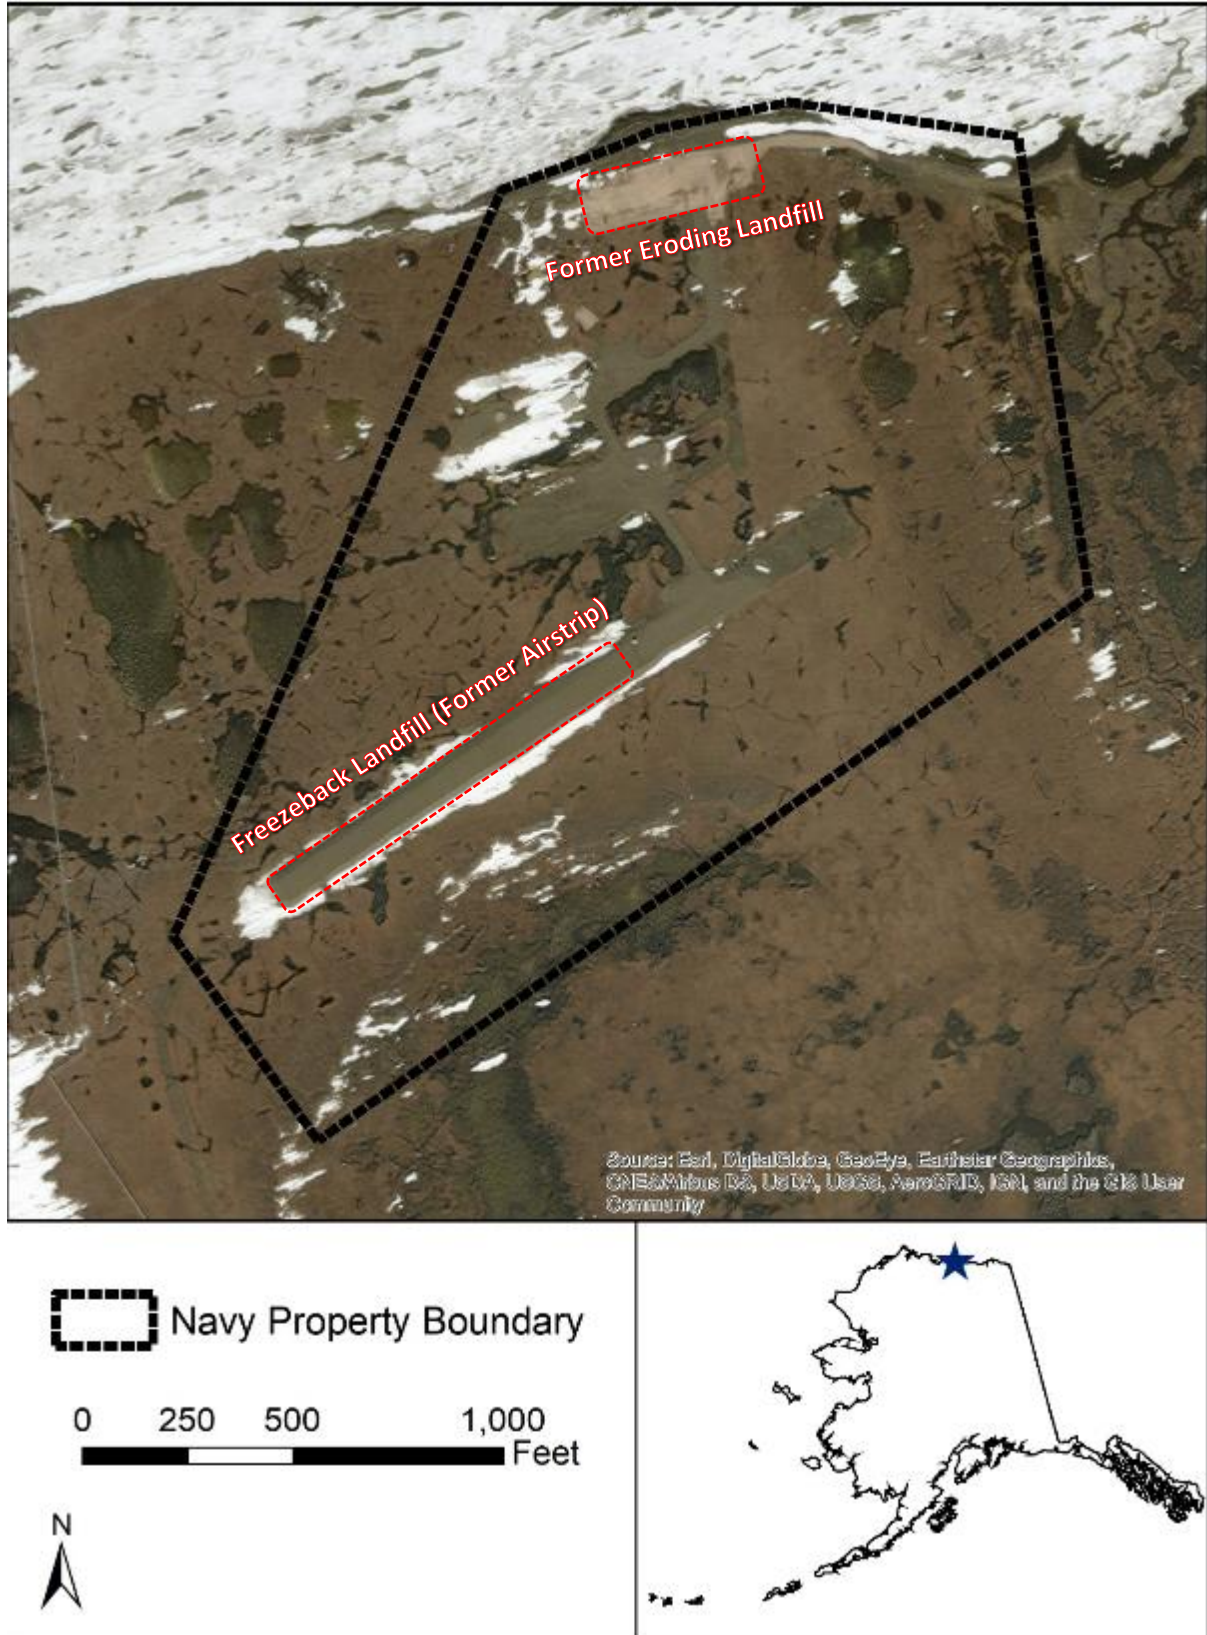 Former Eroding Landfill
Freezeback Landfill (Former Airstrip)
Source: Esri, DigitalGlobe, GeoEye, Earthstar Geographics,
CNES/Airbus DS, USDA, USGS, AeroGRID, IGN, and the GIS User
Community
Navy Property Boundary
0 250 500 1,000
Feet
N